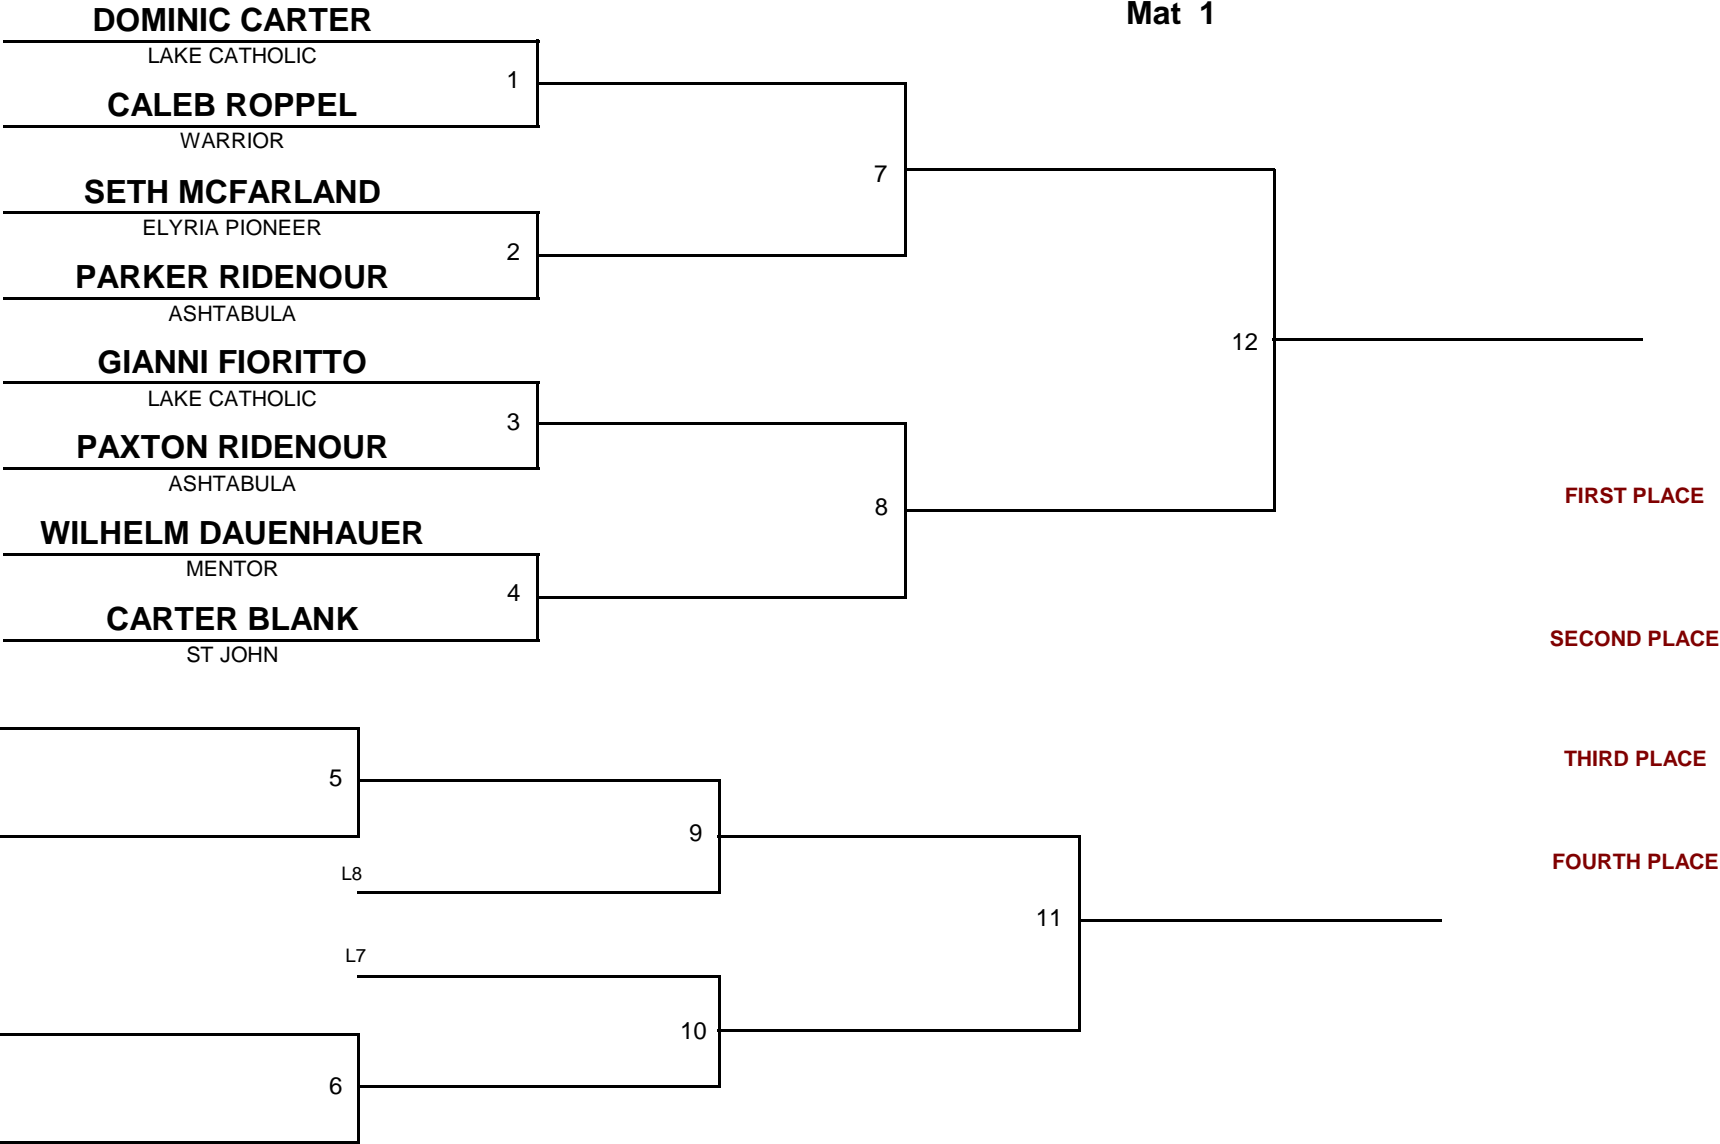 DOMINIC CARTER
Mat 1
LAKE CATHOLIC
1
CALEB ROPPEL
WARRIOR
7
SETH MCFARLAND
ELYRIA PIONEER
2
PARKER RIDENOUR
ASHTABULA
12
GIANNI FIORITTO
LAKE CATHOLIC
3
PAXTON RIDENOUR
ASHTABULA
8
FIRST PLACE
WILHELM DAUENHAUER
MENTOR
4
CARTER BLANK
ST JOHN
SECOND PLACE
5
THIRD PLACE
9
L8
FOURTH PLACE
11
L7
10
6